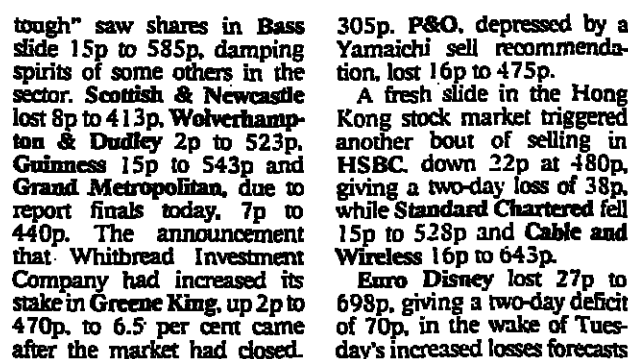 tough" saw shares in Bass
slide 15p to 585p, damping
spirits of some others in the
sector. Scottish & Newcastle
lost 8p to 413p, Wolverhamp-
ton & Dudley 2p to 523p,
Guinness 15p to 543p and
Grand Metropolitan, due to
report finals today, 7p to
440p. The announcement
that Whitbread Investment
Company had increased its
stake in Greene King, up 2p to
470p, to 6.5 per cent came
after the market had closed.
305p. P&O, depressed by a
Yamaichi sell recommenda-
tion, lost 16p to 475p.
A fresh slide in the Hong
Kong stock market triggered
another bout of selling in
HSBC, down 22p at 480p,
giving a two-day loss of 38p,
while Standard Chartered fell
15p to 528p and Cable and
Wireless 16p to 643p.
Euro Disney lost 27p to
698p, giving a two-day deficit
of 70p, in the wake of Tues-
day's increased losses forecasts